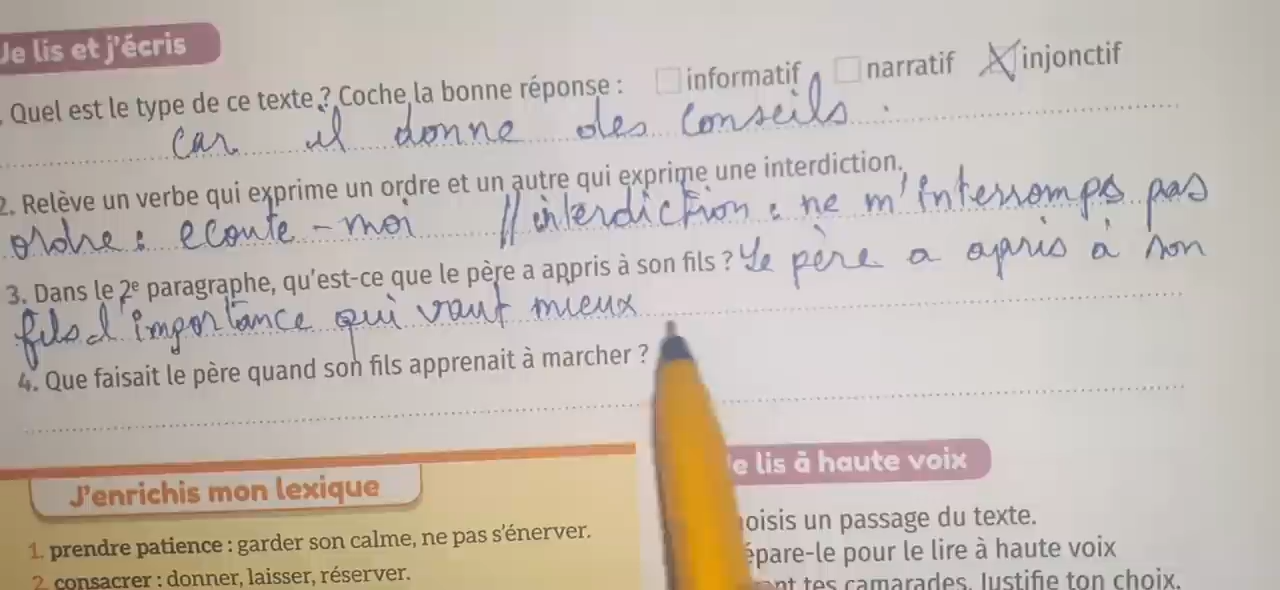 Je lis et j'écris
. Quel est le type de ce texte ? Coche la bonne réponse : informatif narratif injonctif
car il donne des conseils.
2. Relève un verbe qui exprime un ordre et un autre qui exprime une interdiction.
ordre : ecoute-moi // interdiction : ne m'interromps pas
3. Dans le 2e paragraphe, qu'est-ce que le père a appris à son fils ? Le père a apris à son
fils l'importance qui vaut mieux
4. Que faisait le père quand son fils apprenait à marcher ?
J'enrichis mon lexique
1. prendre patience : garder son calme, ne pas s'énerver.
2. consacrer : donner, laisser, réserver.
e lis à haute voix
oisis un passage du texte.
épare-le pour le lire à haute voix
ant tes camarades. Justifie ton choix.